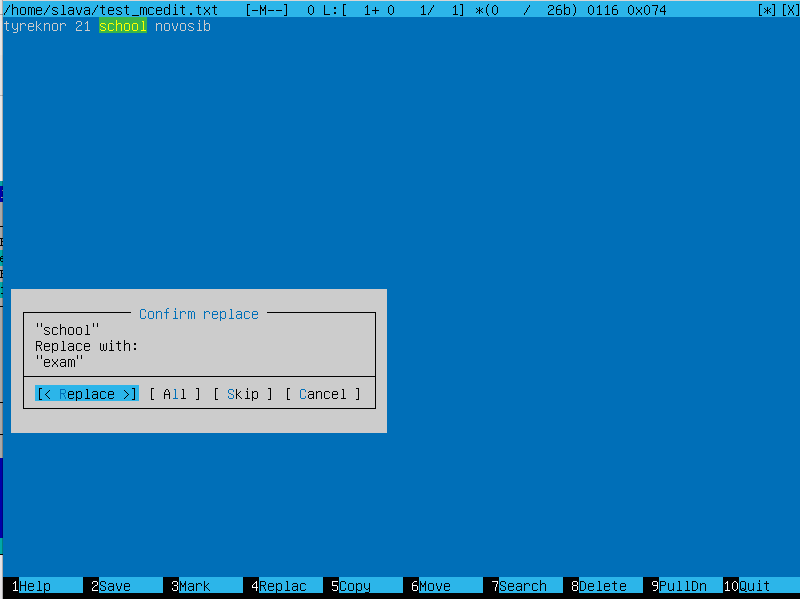 /home/slava/test_mcedit.txt [-M--] 0 L:[ 1+ 0 1/ 1] *(0 / 26b) 0116 0x074 [*][X]
tyreknor 21 school novosib
Confirm replace
"school"
Replace with:
"exam"
[< Replace >] [ All ] [ Skip ] [ Cancel ]
1Help 2Save 3Mark 4Replac 5Copy 6Move 7Search 8Delete 9PullDn 10Quit